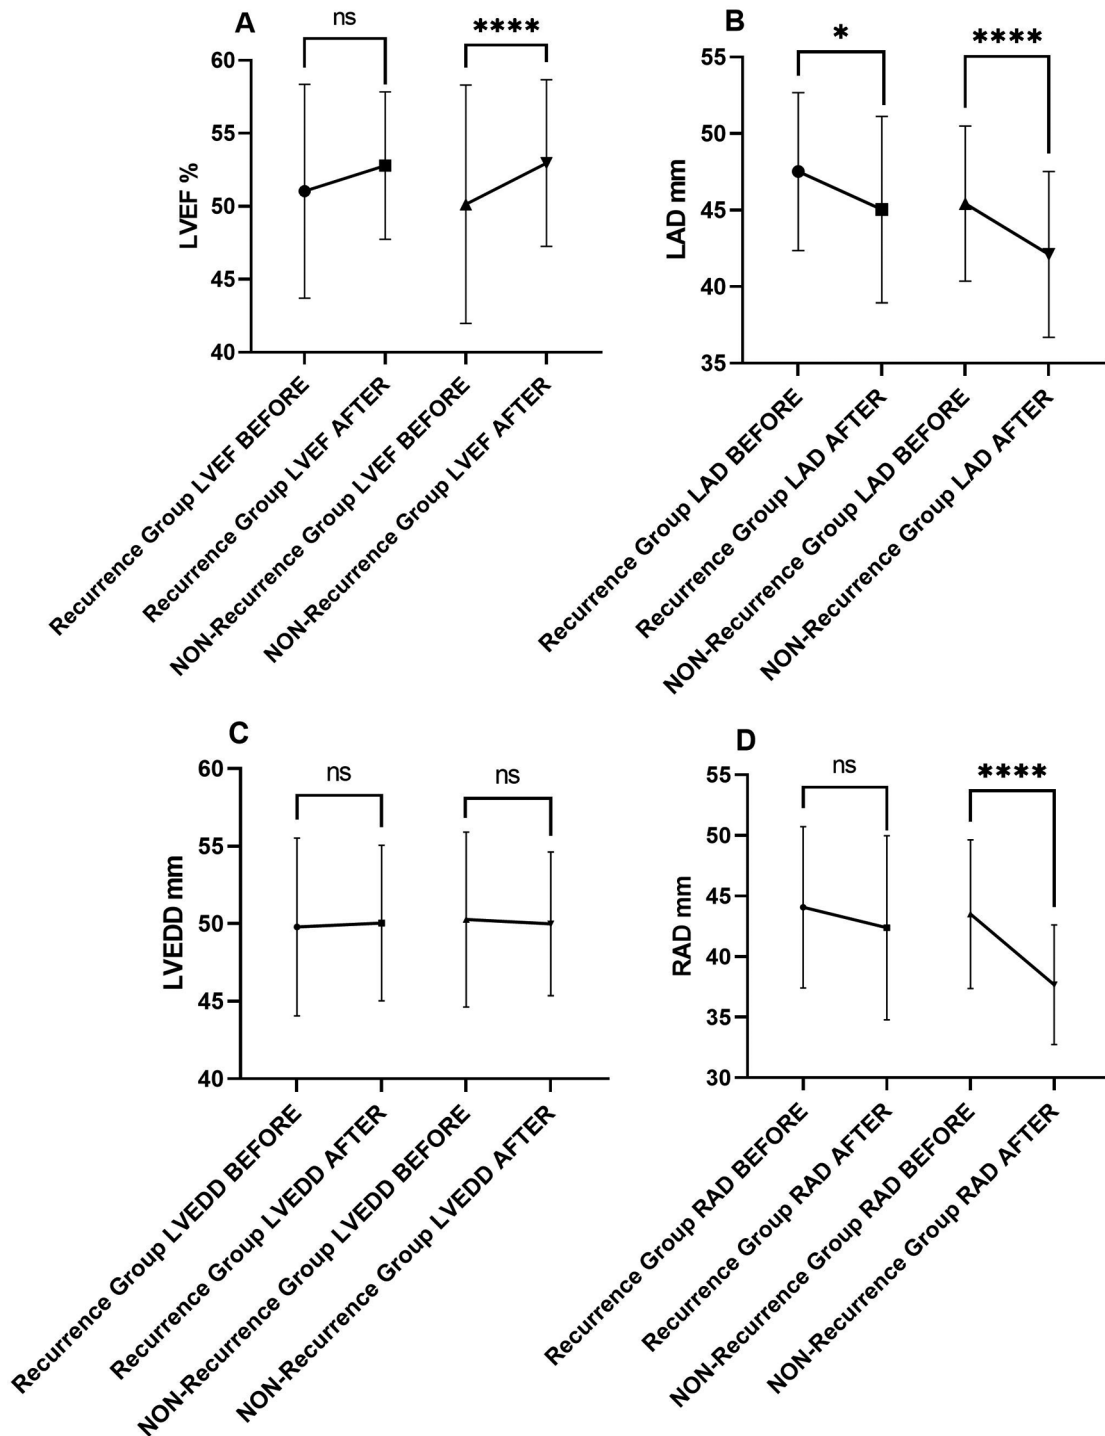 A
ns
****
LVEF %
60
55
50
45
40
Recurrence Group LVEF BEFORE
Recurrence Group LVEF AFTER
NON-Recurrence Group LVEF BEFORE
NON-Recurrence Group LVEF AFTER
B
*
****
LAD mm
55
50
45
40
35
Recurrence Group LAD BEFORE
Recurrence Group LAD AFTER
NON-Recurrence Group LAD BEFORE
NON-Recurrence Group LAD AFTER
C
ns
ns
LVEDD mm
60
55
50
45
40
Recurrence Group LVEDD BEFORE
Recurrence Group LVEDD AFTER
NON-Recurrence Group LVEDD BEFORE
NON-Recurrence Group LVEDD AFTER
D
ns
****
RAD mm
55
50
45
40
35
30
Recurrence Group RAD BEFORE
Recurrence Group RAD AFTER
NON-Recurrence Group RAD BEFORE
NON-Recurrence Group RAD AFTER